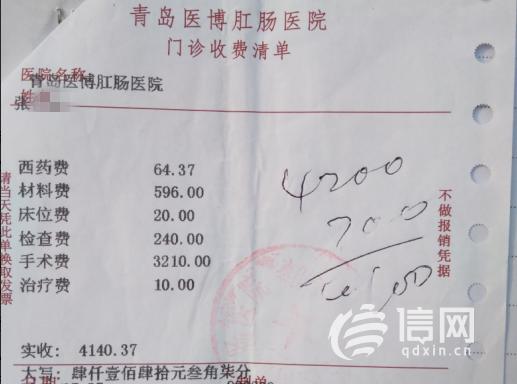 青岛医博肛肠医院
门诊收费清单
医院名称
青岛医博肛肠医院
姓
张
西药费 64.37
材料费 596.00
床位费 20.00
检查费 240.00
手术费 3210.00
治疗费 10.00
4200
700
请当天凭此单换取发票
不做报销凭据
实收: 4140.37
大写: 肆仟壹佰肆拾元叁角柒分
信网
qdxin.cn